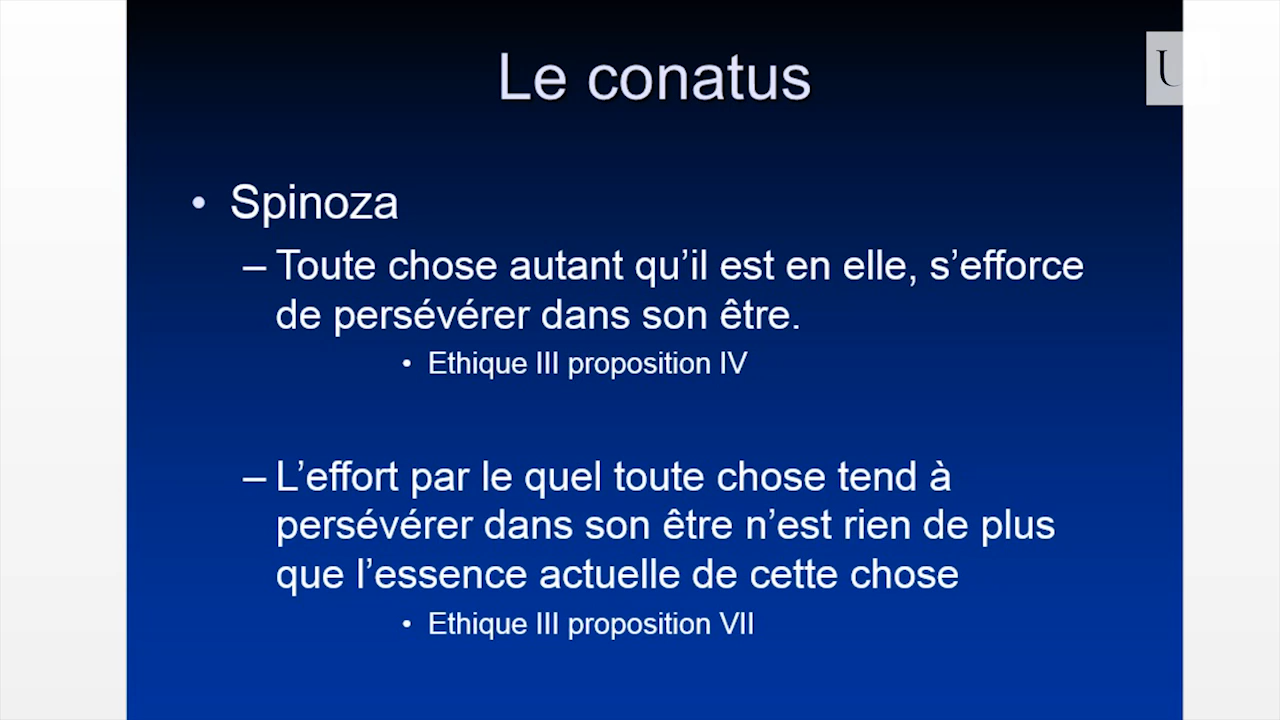 Le conatus
U
• Spinoza
– Toute chose autant qu’il est en elle, s’efforce
de persévérer dans son être.
• Ethique III proposition IV
– L’effort par le quel toute chose tend à
persévérer dans son être n’est rien de plus
que l’essence actuelle de cette chose
• Ethique III proposition VII